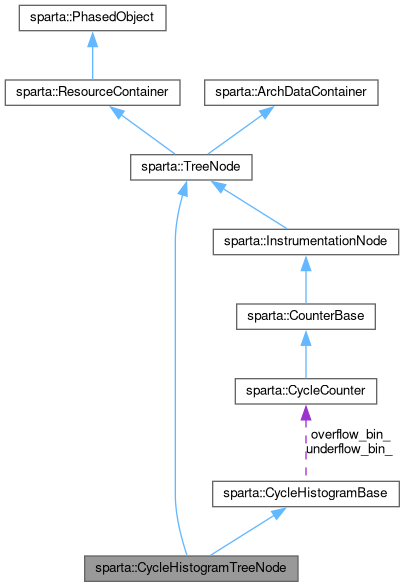 sparta::PhasedObject
sparta::ResourceContainer
sparta::ArchDataContainer
sparta::TreeNode
sparta::InstrumentationNode
sparta::CounterBase
sparta::CycleCounter
overflow_bin_
underflow_bin_
sparta::CycleHistogramBase
sparta::CycleHistogramTreeNode